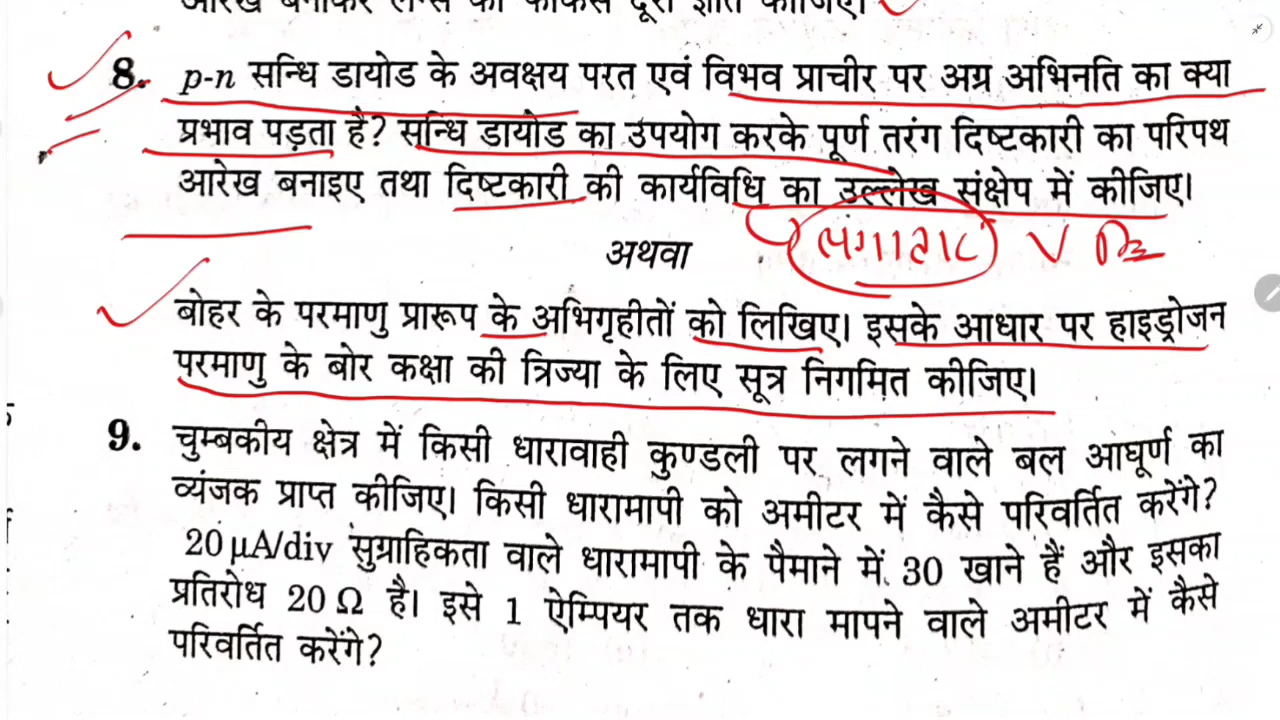 8. p-n सन्धि डायोड के अवक्षय परत एवं विभव प्राचीर पर अग्र अभिनति का क्या
प्रभाव पड़ता है? सन्धि डायोड का उपयोग करके पूर्ण तरंग दिष्टकारी का परिपथ
आरेख बनाइए तथा दिष्टकारी की कार्यविधि का उल्लेख संक्षेप में कीजिए।
अथवा
बोहर के परमाणु प्रारूप के अभिगृहीतों को लिखिए। इसके आधार पर हाइड्रोजन
परमाणु के बोर कक्षा की त्रिज्या के लिए सूत्र निगमित कीजिए।
9. चुम्बकीय क्षेत्र में किसी धारावाही कुण्डली पर लगने वाले बल आघूर्ण का
व्यंजक प्राप्त कीजिए। किसी धारामापी को अमीटर में कैसे परिवर्तित करेंगे?
20 μA/div सुग्राहिकता वाले धारामापी के पैमाने में 30 खाने हैं और इसका
प्रतिरोध 20 Ω है। इसे 1 ऐम्पियर तक धारा मापने वाले अमीटर में कैसे
परिवर्तित करेंगे?